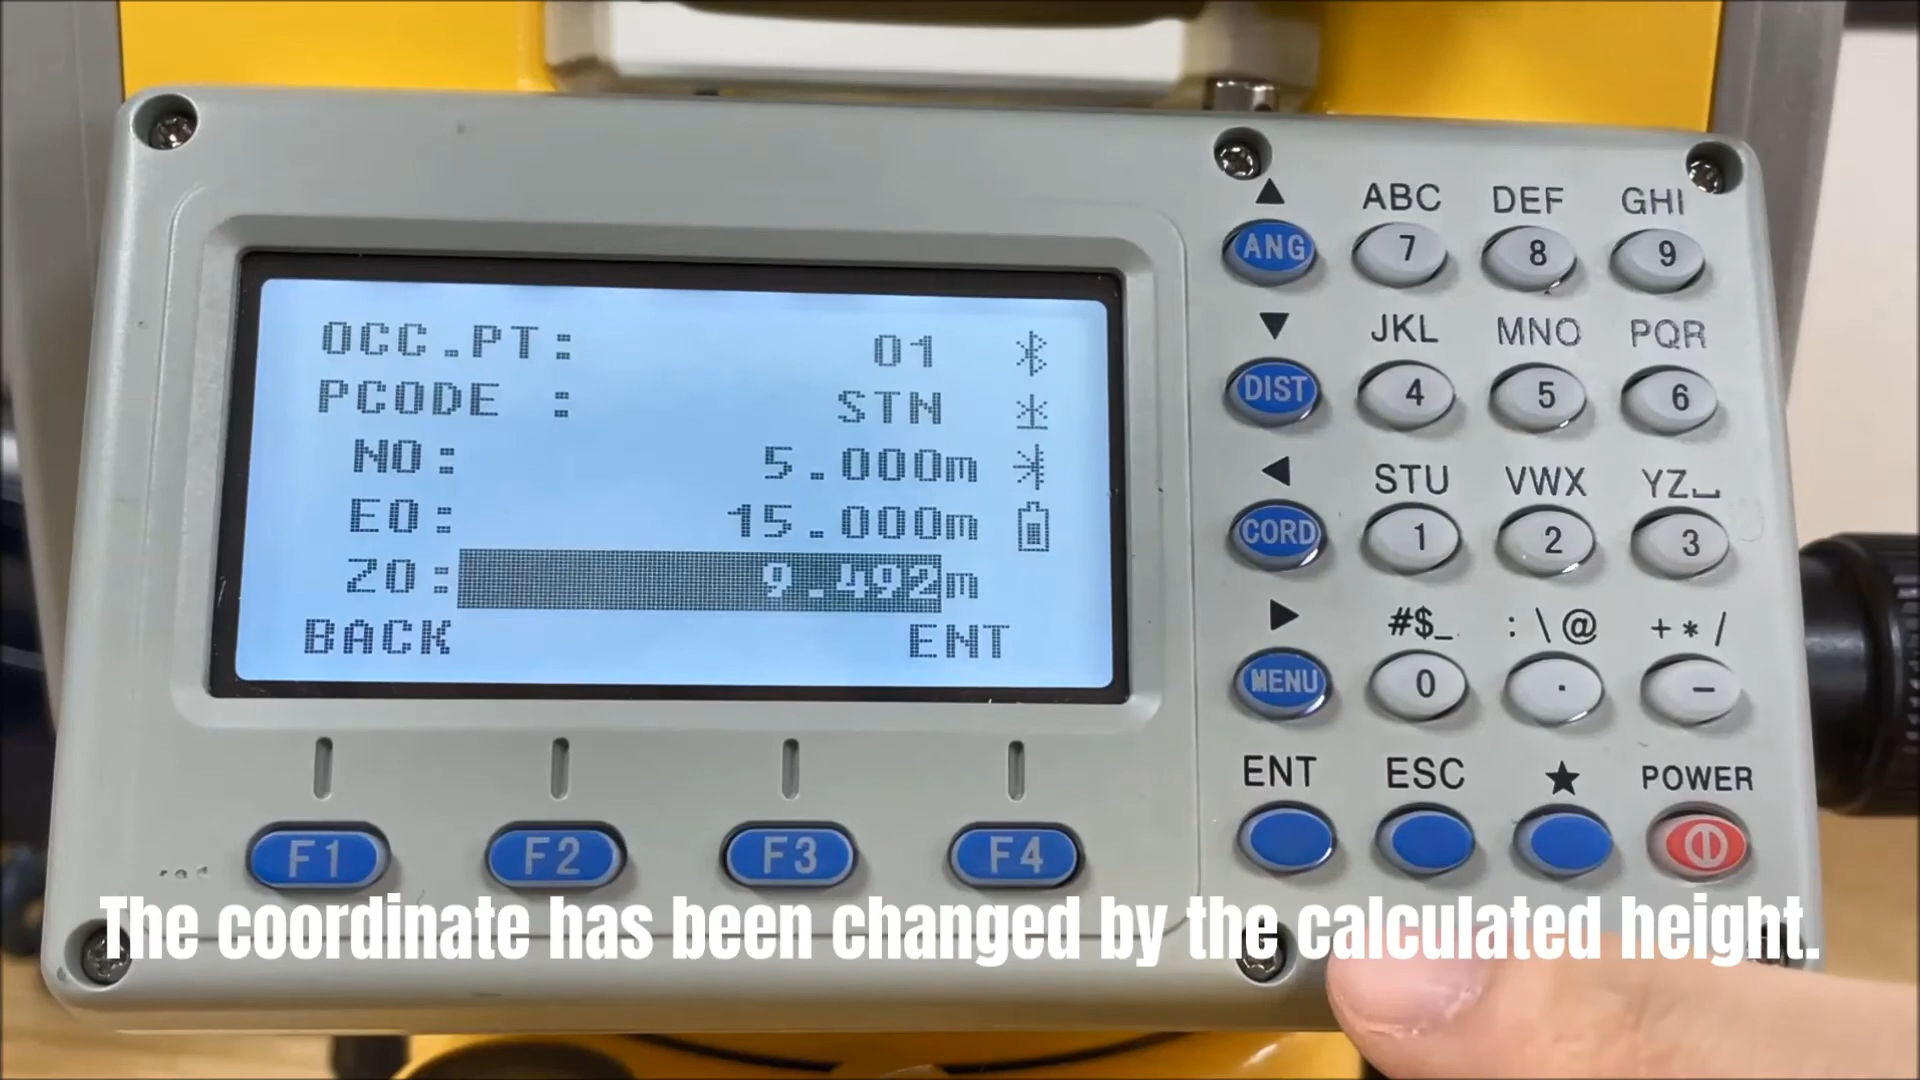 OCC.PT: 01
PCODE : STN
N0: 5.000m
E0: 15.000m
Z0: 9.492m
BACK ENT
F1 F2 F3 F4
▲ ABC DEF GHI
ANG 7 8 9
▼ JKL MNO PQR
DIST 4 5 6
◀ STU VWX YZ␣
CORD 1 2 3
▶ #$_ :\@ +*/
MENU 0 . -
ENT ESC ★ POWER
The coordinate has been changed by the calculated height.